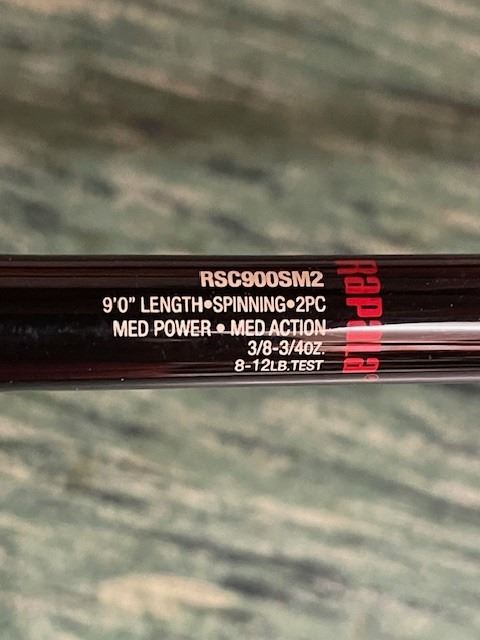 RSC900SM2
9'0" LENGTH•SPINNING•2PC
MED POWER • MED ACTION
3/8-3/4OZ.
8-12LB.TEST
Rapala®